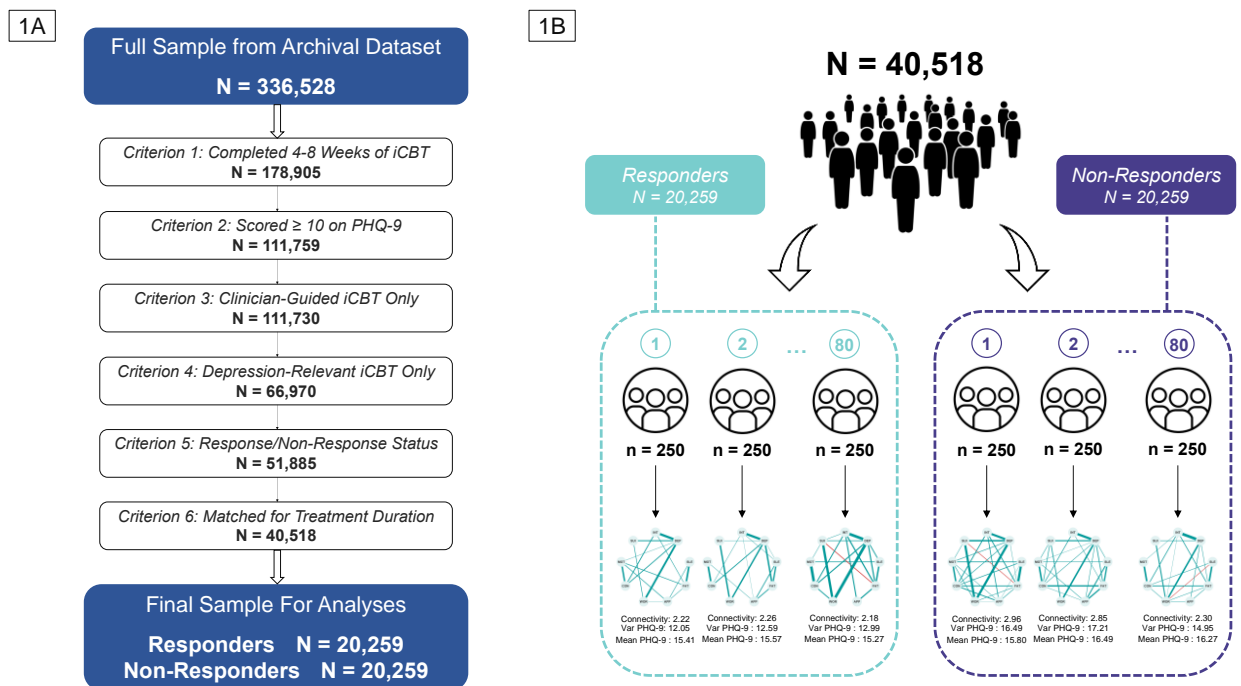 1A
Full Sample from Archival Dataset
N = 336,528
Criterion 1: Completed 4-8 Weeks of iCBT
N = 178,905
Criterion 2: Scored ≥ 10 on PHQ-9
N = 111,759
Criterion 3: Clinician-Guided iCBT Only
N = 111,730
Criterion 4: Depression-Relevant iCBT Only
N = 66,970
Criterion 5: Response/Non-Response Status
N = 51,885
Criterion 6: Matched for Treatment Duration
N = 40,518
Final Sample For Analyses
Responders N = 20,259
Non-Responders N = 20,259
1B
N = 40,518
Responders
N = 20,259
Non-Responders
N = 20,259
1 2 ... 80
n = 250 n = 250 n = 250
Connectivity: 2.22 Connectivity: 2.26 Connectivity: 2.18
Var PHQ-9: 12.05 Var PHQ-9 : 12.59 Var PHQ-9 : 12.99
Mean PHQ-9 : 15.41 Mean PHQ-9 : 15.57 Mean PHQ-9 : 15.27
1 2 ... 80
n = 250 n = 250 n = 250
Connectivity: 2.96 Connectivity: 2.85 Connectivity: 2.30
Var PHQ-9 : 16.49 Var PHQ-9 : 17.21 Var PHQ-9 : 14.95
Mean PHQ-9 : 15.80 Mean PHQ-9 : 16.49 Mean PHQ-9 : 16.27